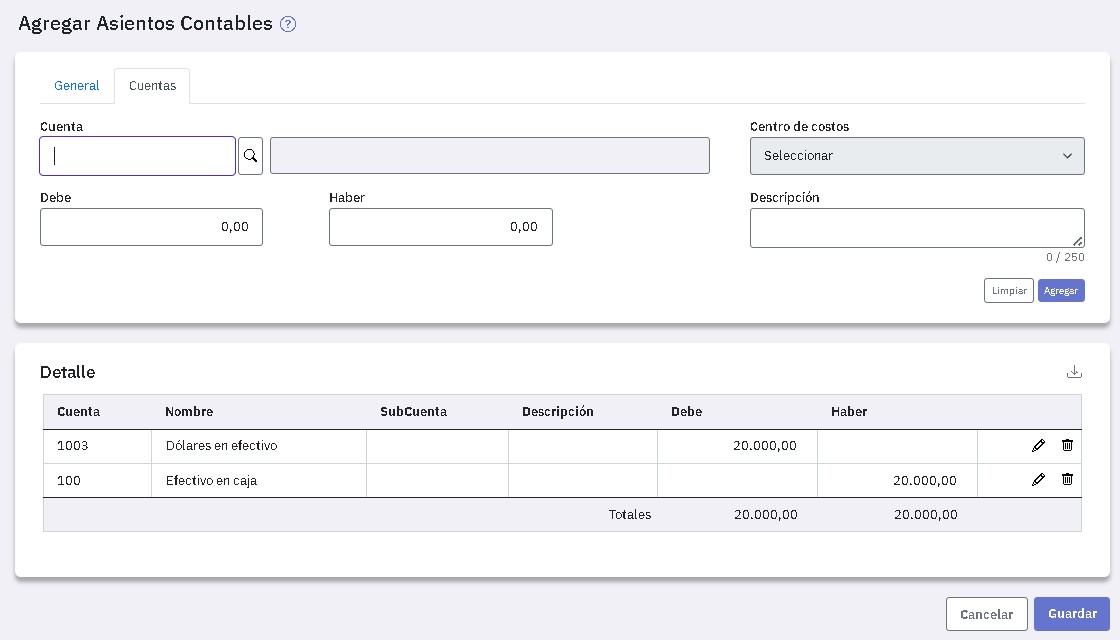 Agregar Asientos Contables ?
General Cuentas
Cuenta Centro de costos
Seleccionar
Debe Haber Descripción
0,00 0,00
0 / 250
Limpiar Agregar
Detalle
Cuenta Nombre SubCuenta Descripción Debe Haber
1003 Dólares en efectivo 20.000,00
100 Efectivo en caja 20.000,00
Totales 20.000,00 20.000,00
Cancelar Guardar